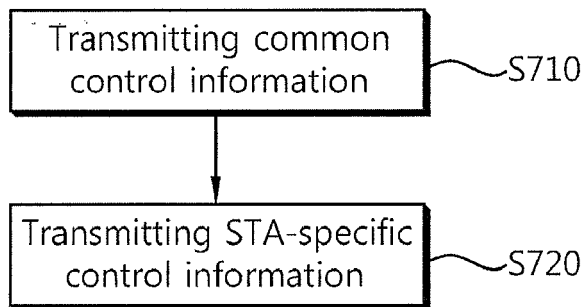 Transmitting common
control information
S710
Transmitting STA-specific
control information
S720